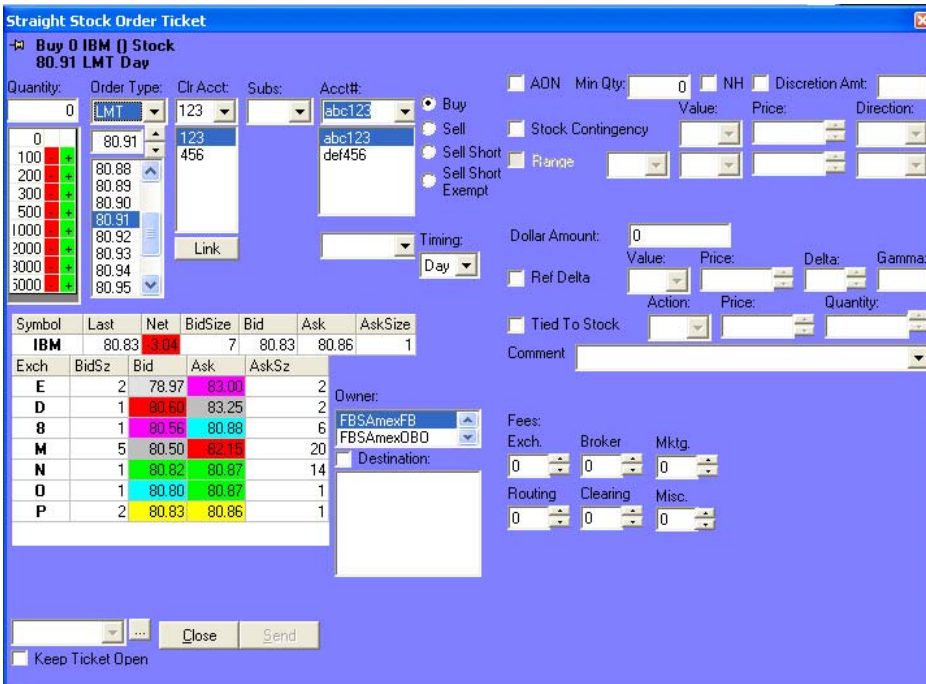 Straight Stock Order Ticket
Buy 0 IBM () Stock
80.91 LMT Day
Quantity: Order Type: Clr Acct: Subs: Acct#:
0 LMT 123 abc123
Buy
Sell
Sell Short
Sell Short Exempt
0
100 - +
200 - +
300 - +
500 - +
1000 - +
2000 - +
3000 - +
5000 - +
80.91
80.88
80.89
80.90
80.91
80.92
80.93
80.94
80.95
123
456
Link
abc123
def456
Timing:
Day
AON Min Qty: 0 NH Discretion Amt:
Value: Price: Direction:
Stock Contingency
Range
Dollar Amount: 0
Value: Price: Delta: Gamma:
Ref Delta
Action: Price: Quantity:
Tied To Stock
Comment
Symbol Last Net BidSize Bid Ask AskSize
IBM 80.83 3.04 7 80.83 80.86 1
Exch BidSz Bid Ask AskSz
E 2 78.97 83.00 2
D 1 80.60 83.25 2
8 1 80.56 80.88 6
M 5 80.50 82.15 20
N 1 80.82 80.87 14
O 1 80.80 80.87 1
P 2 80.83 80.86 1
Owner:
FBSAmexFB
FBSAmexOBO
Destination:
Fees:
Exch. Broker Mktg.
0 0 0
Routing Clearing Misc.
0 0 0
... Close Send
Keep Ticket Open